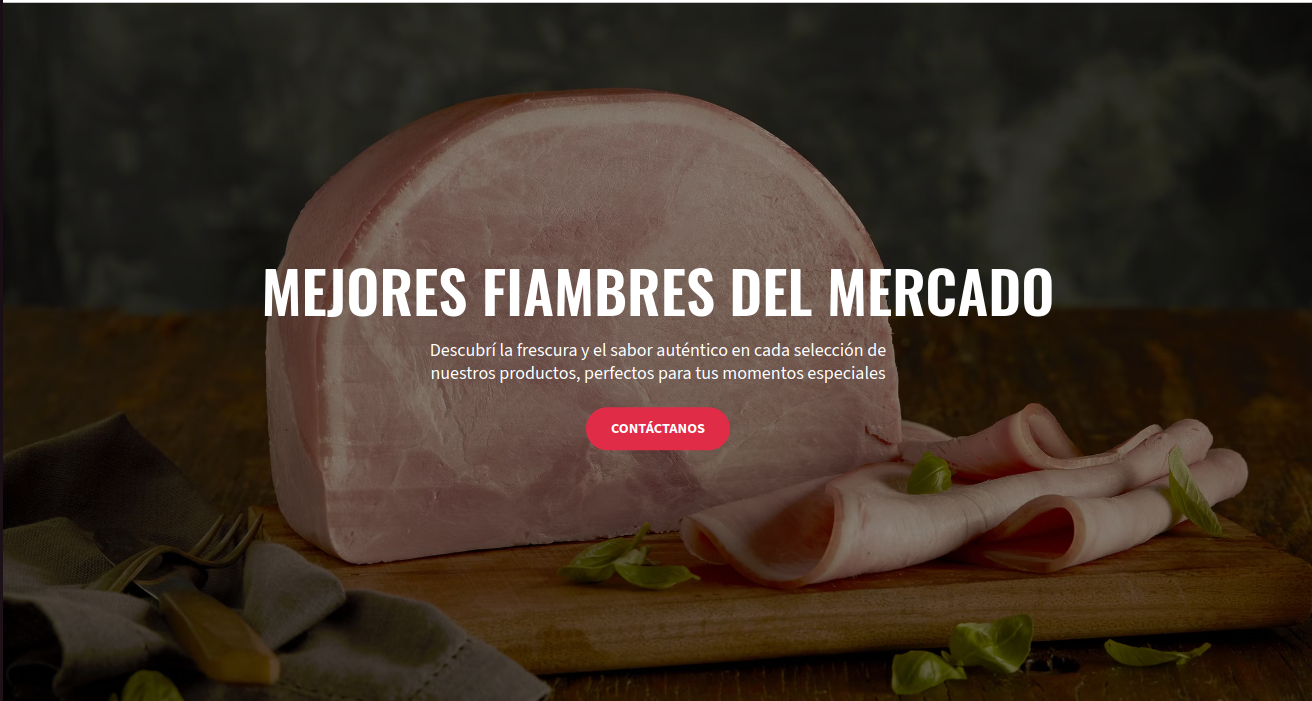 MEJORES FIAMBRES DEL MERCADO
Descubrí la frescura y el sabor auténtico en cada selección de
nuestros productos, perfectos para tus momentos especiales
CONTÁCTANOS